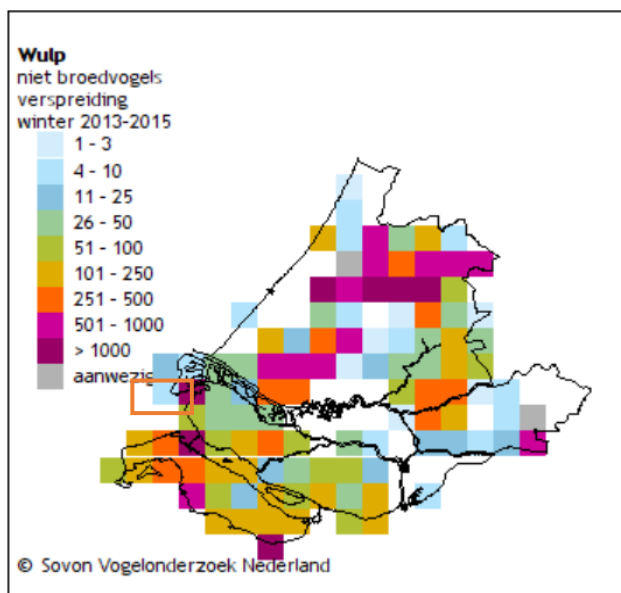 Wulp
niet broedvogels
verspreiding
winter 2013-2015
1 - 3
4 - 10
11 - 25
26 - 50
51 - 100
101 - 250
251 - 500
501 - 1000
> 1000
aanwezig
© Sovon Vogelonderzoek Nederland